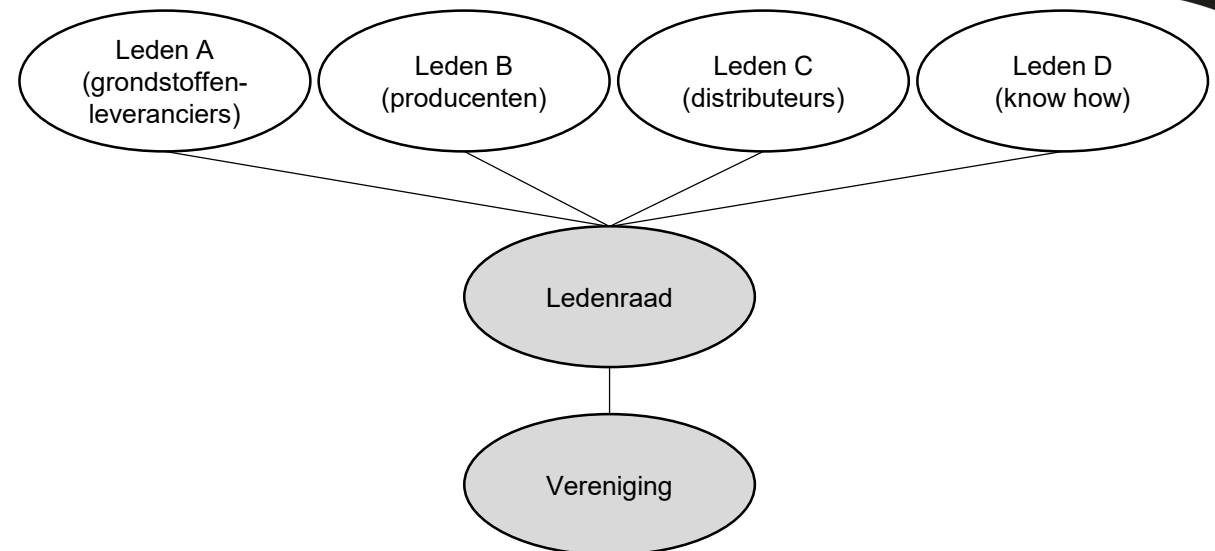 Leden A
(grondstoffen-
leveranciers)
Leden B
(producenten)
Leden C
(distributeurs)
Leden D
(know how)
Ledenraad
Vereniging